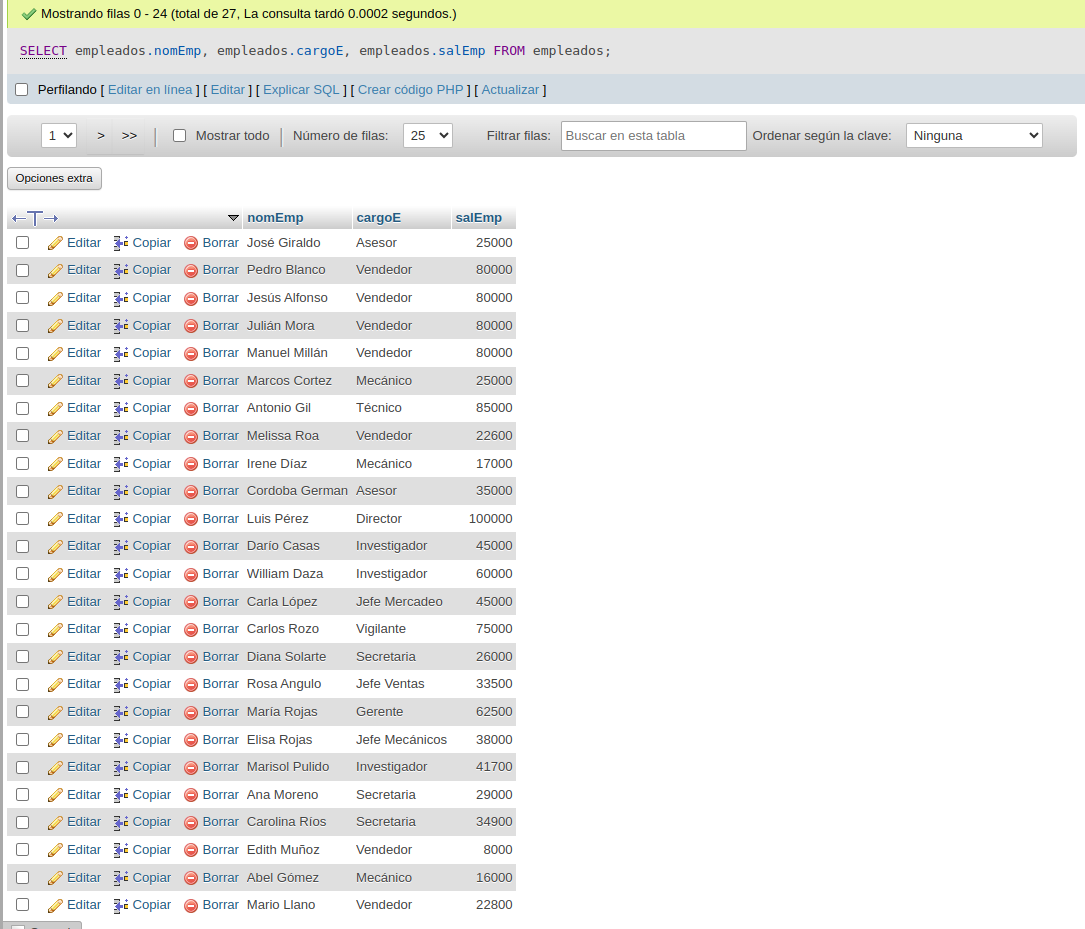 Mostrando filas 0 - 24 (total de 27, La consulta tardó 0.0002 segundos.)
SELECT empleados.nomEmp, empleados.cargoE, empleados.salEmp FROM empleados;
Perfilando [ Editar en línea ] [ Editar ] [ Explicar SQL ] [ Crear código PHP ] [ Actualizar ]
1 > >> | Mostrar todo | Número de filas: 25 Filtrar filas: Buscar en esta tabla Ordenar según la clave: Ninguna
Opciones extra
←T→ nomEmp cargoE salEmp
Editar Copiar Borrar José Giraldo Asesor 25000
Editar Copiar Borrar Pedro Blanco Vendedor 80000
Editar Copiar Borrar Jesús Alfonso Vendedor 80000
Editar Copiar Borrar Julián Mora Vendedor 80000
Editar Copiar Borrar Manuel Millán Vendedor 80000
Editar Copiar Borrar Marcos Cortez Mecánico 25000
Editar Copiar Borrar Antonio Gil Técnico 85000
Editar Copiar Borrar Melissa Roa Vendedor 22600
Editar Copiar Borrar Irene Díaz Mecánico 17000
Editar Copiar Borrar Cordoba German Asesor 35000
Editar Copiar Borrar Luis Pérez Director 100000
Editar Copiar Borrar Darío Casas Investigador 45000
Editar Copiar Borrar William Daza Investigador 60000
Editar Copiar Borrar Carla López Jefe Mercadeo 45000
Editar Copiar Borrar Carlos Rozo Vigilante 75000
Editar Copiar Borrar Diana Solarte Secretaria 26000
Editar Copiar Borrar Rosa Angulo Jefe Ventas 33500
Editar Copiar Borrar María Rojas Gerente 62500
Editar Copiar Borrar Elisa Rojas Jefe Mecánicos 38000
Editar Copiar Borrar Marisol Pulido Investigador 41700
Editar Copiar Borrar Ana Moreno Secretaria 29000
Editar Copiar Borrar Carolina Ríos Secretaria 34900
Editar Copiar Borrar Edith Muñoz Vendedor 8000
Editar Copiar Borrar Abel Gómez Mecánico 16000
Editar Copiar Borrar Mario Llano Vendedor 22800